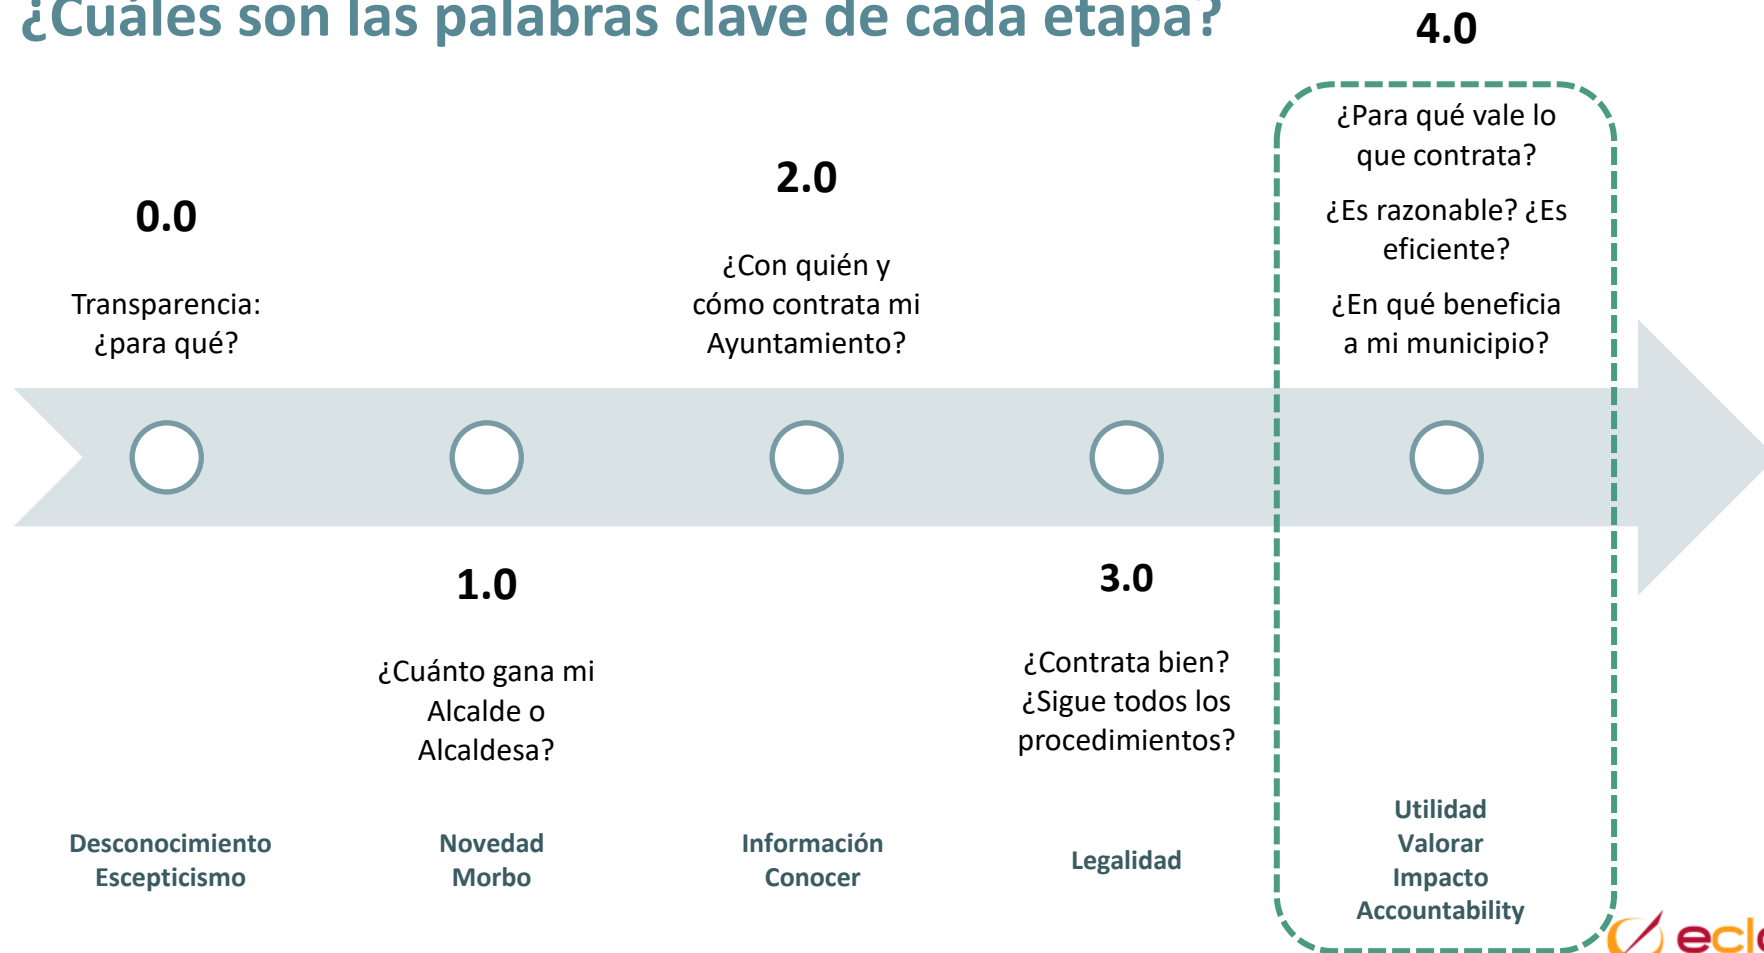 ¿Cuáles son las palabras clave de cada etapa?
0.0
Transparencia:
¿para qué?
Desconocimiento
Escepticismo
1.0
¿Cuánto gana mi
Alcalde o
Alcaldesa?
Novedad
Morbo
2.0
¿Con quién y
cómo contrata mi
Ayuntamiento?
Información
Conocer
3.0
¿Contrata bien?
¿Sigue todos los
procedimientos?
Legalidad
4.0
¿Para qué vale lo
que contrata?
¿Es razonable? ¿Es
eficiente?
¿En qué beneficia
a mi municipio?
Utilidad
Valorar
Impacto
Accountability